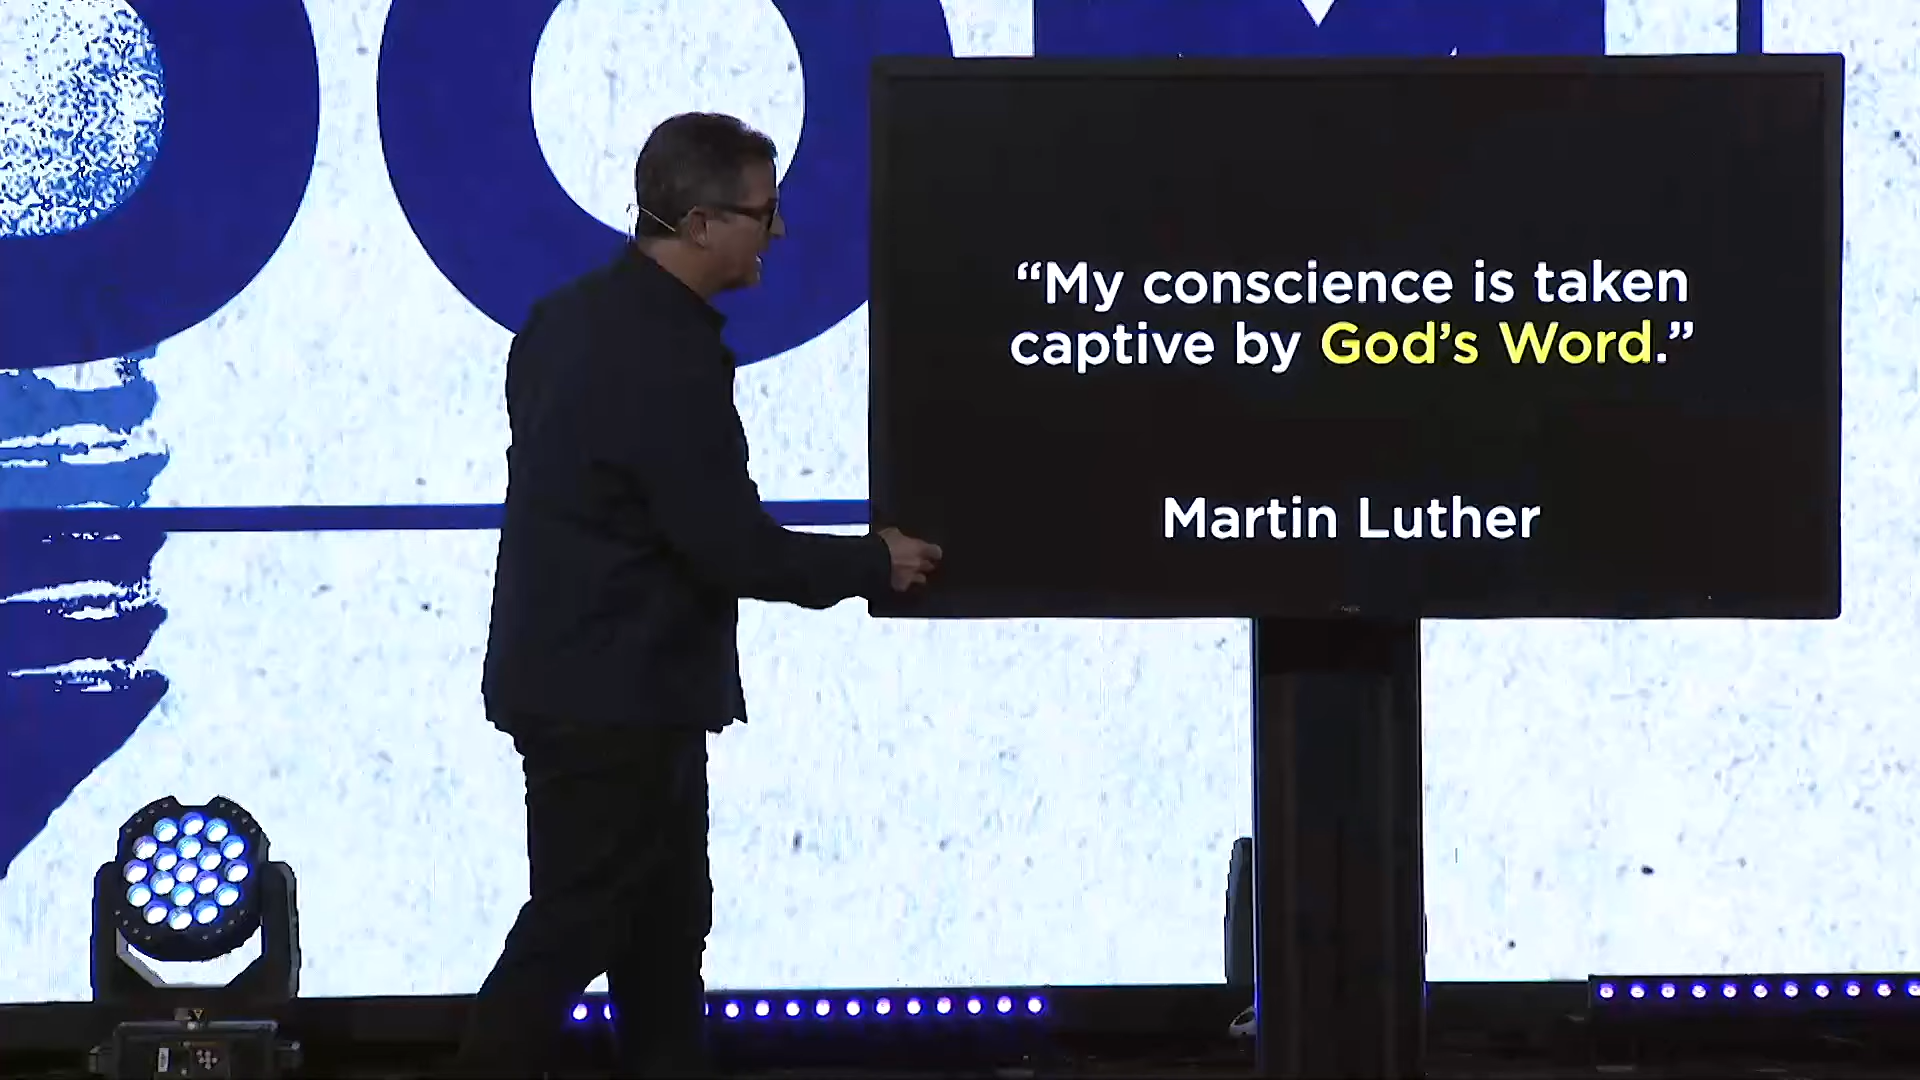 “My conscience is taken
captive by God’s Word.”
Martin Luther